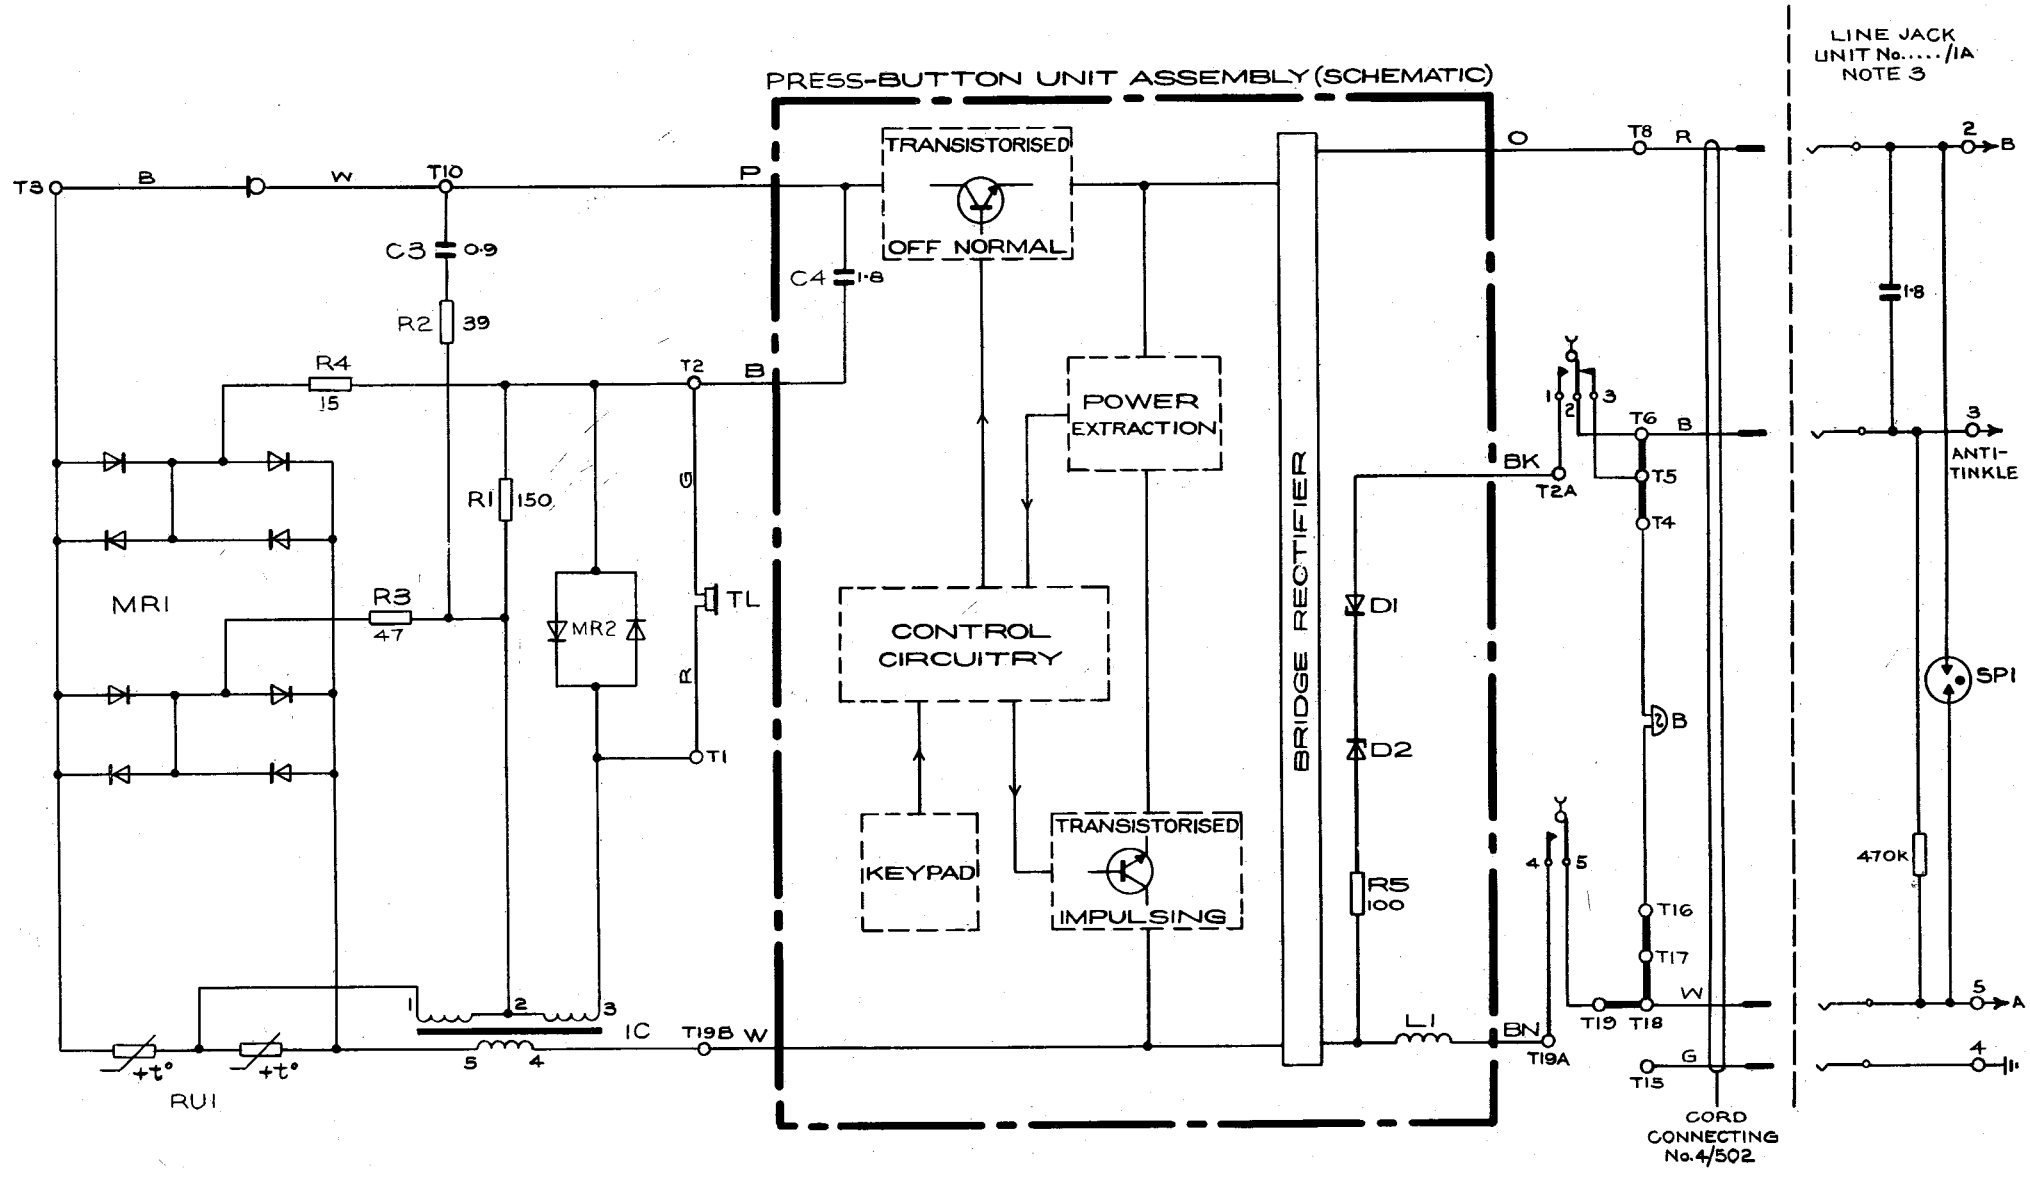 PRESS-BUTTON UNIT ASSEMBLY (SCHEMATIC)
LINE JACK
UNIT No...../1A
NOTE 3
T3
B
W
T10
P
TRANSISTORISED
OFF NORMAL
O
T8
R
2
B
C3
0·9
R2
39
C4
1·8
1·8
R4
15
T2
B
POWER
EXTRACTION
1
2
3
T6
B
3
ANTI-
TINKLE
BK
T2A
T5
T4
R1
150
G
MR1
R3
47
MR2
TL
R
T1
CONTROL
CIRCUITRY
BRIDGE RECTIFIER
D1
D2
B
SP1
KEYPAD
TRANSISTORISED
IMPULSING
R5
100
4
5
470K
T16
T17
1
2
3
1C
5
4
T19B
W
L1
BN
T19A
T19
T18
W
5
A
+t°
+t°
RU1
T15
G
4
CORD
CONNECTING
No.4/502